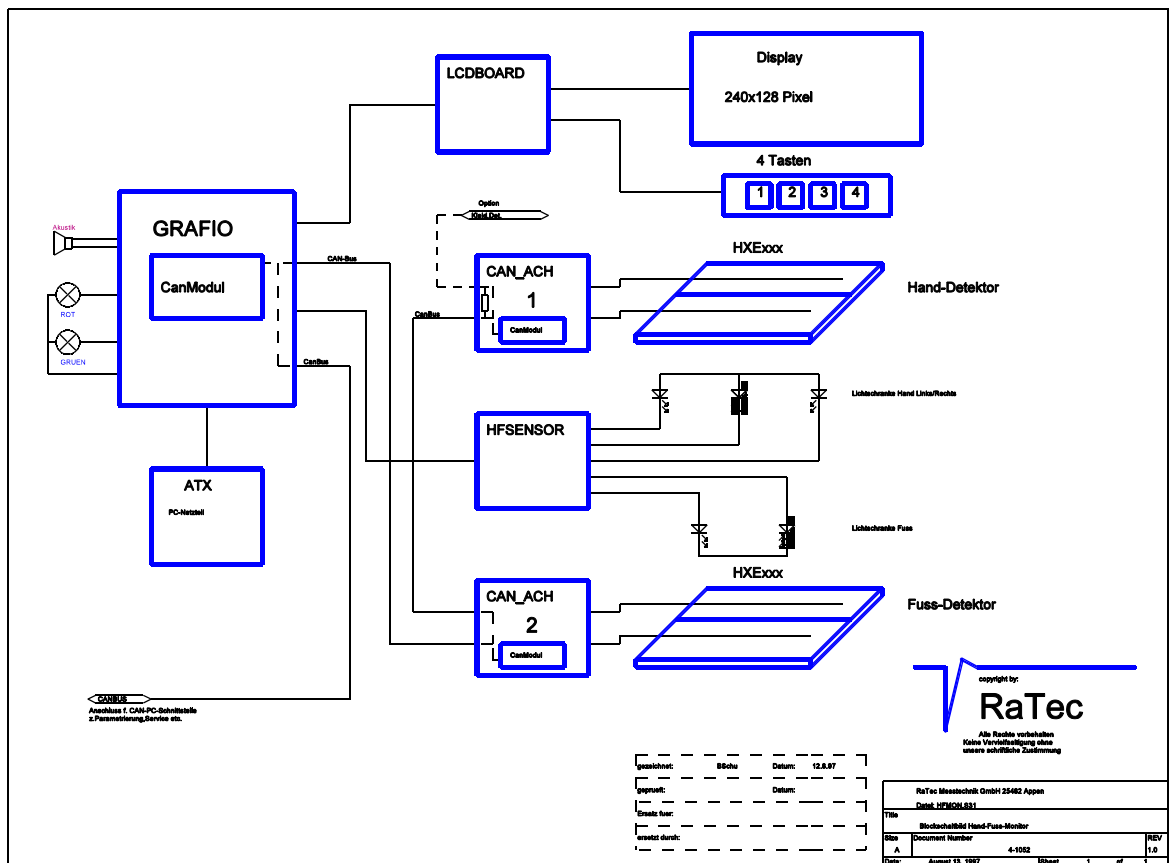 LCDBOARD
Display
240x128 Pixel
4 Tasten
1 2 3 4
Option
GRAFIO
CanModul
Akustik
ROT
GRUEN
CAN-Bus
CanBus
CanBus
CAN_ACH
1
CanModul
HXExxx
Hand-Detektor
HFSENSOR
Lichtschranke Hand Links/Rechts
Lichtschranke Fuss
ATX
PC-Netzteil
CAN_ACH
2
CanModul
HXExxx
Fuss-Detektor
CANBUS
Anschluss f. CAN-PC-Schnittstelle
z.Parametrierung,Service etc.
copyright by:
RaTec
Alle Rechte vorbehalten
Keine Vervielfaeltigung ohne
unsere schriftliche Zustimmung
gezeichnet: BSchu Datum: 12.8.97
geprueft: Datum:
Ersatz fuer:
ersetzt durch:
RaTec Messtechnik GmbH 25482 Appen
Datei: HFMON.S31
Title
Blockschaltbild Hand-Fuss-Monitor
Size Document Number REV
A 4-1052 1.0
Date: August 13, 1997 Sheet 1 of 1